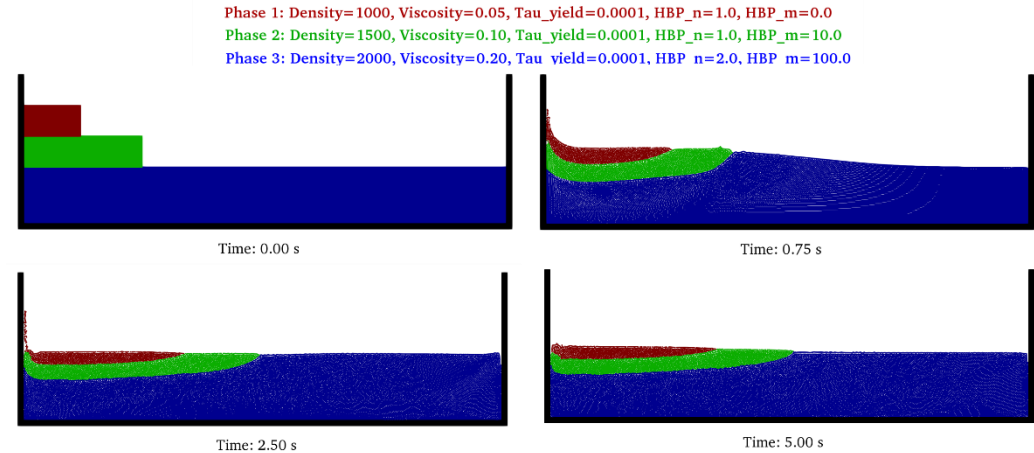 Phase 1: Density=1000, Viscosity=0.05, Tau_yield=0.0001, HBP_n=1.0, HBP_m=0.0
Phase 2: Density=1500, Viscosity=0.10, Tau_yield=0.0001, HBP_n=1.0, HBP_m=10.0
Phase 3: Density=2000, Viscosity=0.20, Tau_yield=0.0001, HBP_n=2.0, HBP_m=100.0
Time: 0.00 s
Time: 0.75 s
Time: 2.50 s
Time: 5.00 s